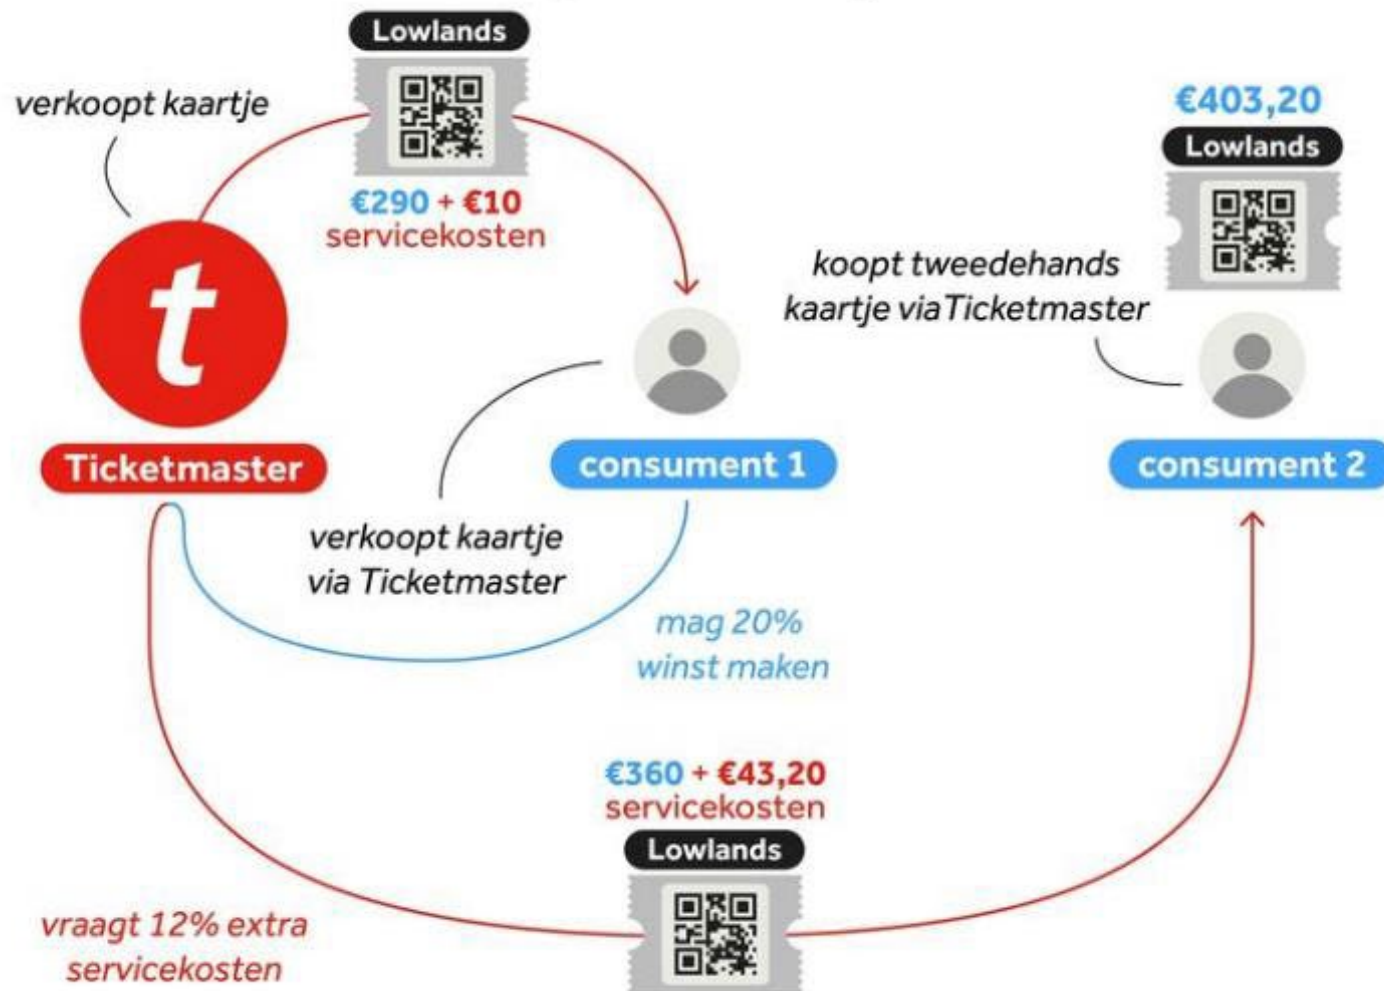 Lowlands
verkoopt kaartje
€290 + €10
servicekosten
€403,20
Lowlands
koopt tweedehands
kaartje via Ticketmaster
t
Ticketmaster
consument 1
consument 2
verkoopt kaartje
via Ticketmaster
mag 20%
winst maken
€360 + €43,20
servicekosten
Lowlands
vraagt 12% extra
servicekosten